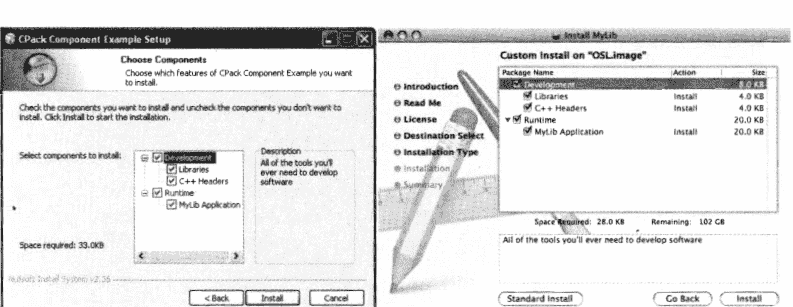 CPack Component Example Setup
Choose Components
Choose which features of CPack Component Example you want
to install.
Check the components you want to install and uncheck the components you don't want to
install. Click Install to start the installation.
Select components to install:
Development
Libraries
C++ Headers
Runtime
MyLib Application
Description
All of the tools you'll
ever need to develop
software
Space required: 33.0KB
Nullsoft Install System v2.36
< Back
Install
Cancel
Install MyLib
Custom Install on "OSLimage"
Introduction
Read Me
License
Destination Select
Installation Type
Installation
Summary
Package Name Action Size
Development 8.0 KB
Libraries Install 4.0 KB
C++ Headers Install 4.0 KB
Runtime 20.0 KB
MyLib Application Install 20.0 KB
Space Required: 28.0 KB Remaining: 102 GB
All of the tools you'll ever need to develop software
Standard Install
Go Back
Install